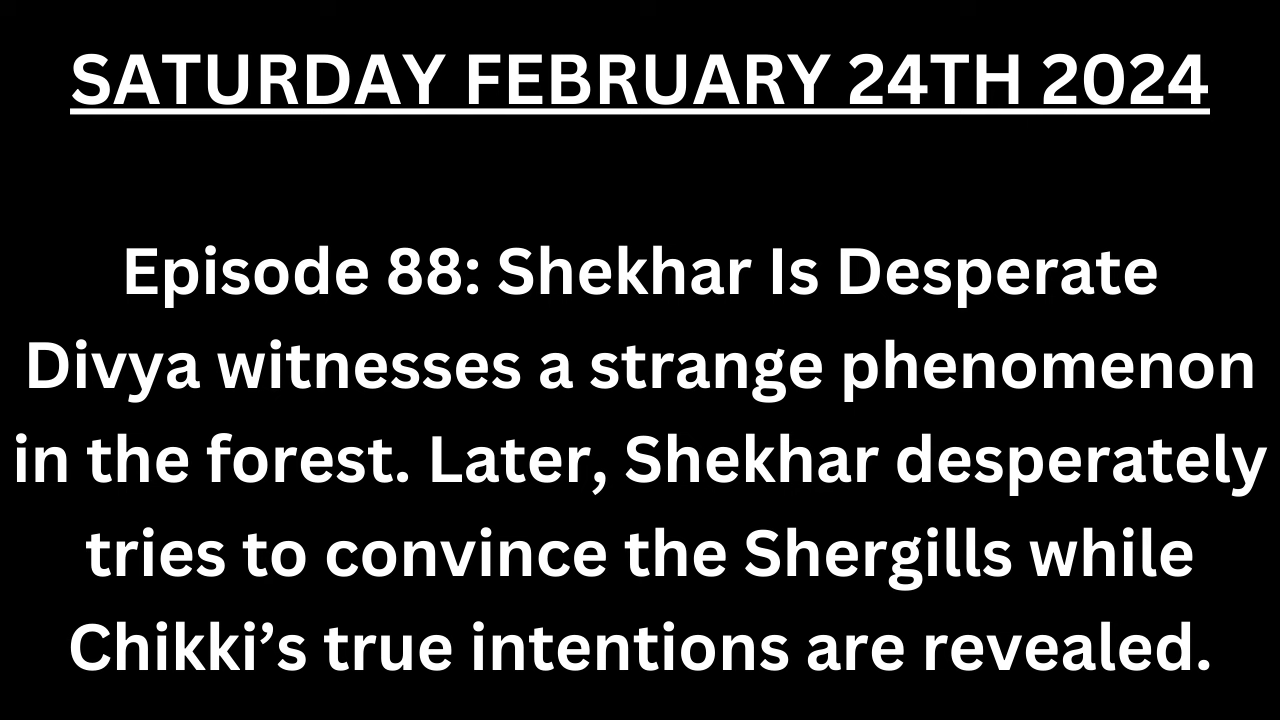 SATURDAY FEBRUARY 24TH 2024
Episode 88: Shekhar Is Desperate
Divya witnesses a strange phenomenon
in the forest. Later, Shekhar desperately
tries to convince the Shergills while
Chikki’s true intentions are revealed.